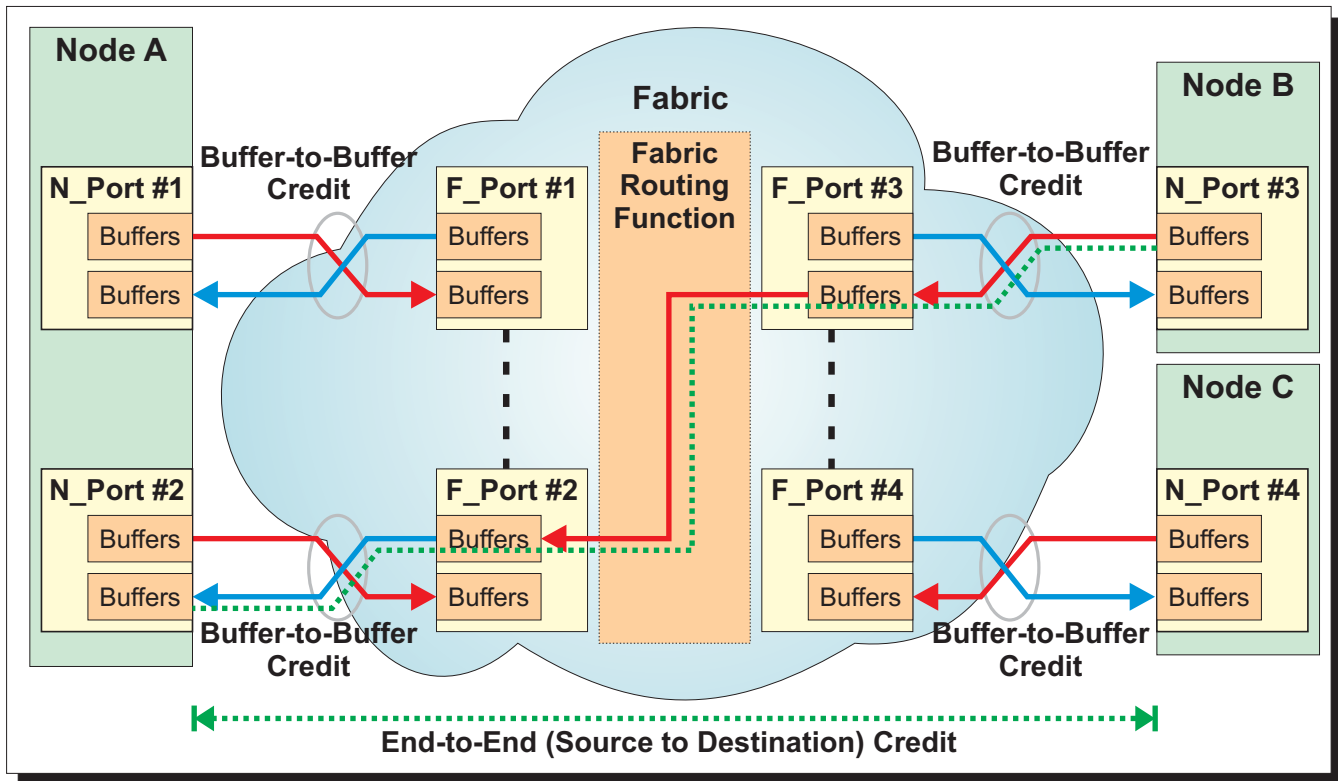 Node A
Fabric
Node B
Buffer-to-Buffer
Credit
Fabric
Routing
Function
Buffer-to-Buffer
Credit
N_Port #1
Buffers
Buffers
F_Port #1
Buffers
Buffers
F_Port #3
Buffers
Buffers
N_Port #3
Buffers
Buffers
Node C
N_Port #2
Buffers
Buffers
F_Port #2
Buffers
Buffers
F_Port #4
Buffers
Buffers
N_Port #4
Buffers
Buffers
Buffer-to-Buffer
Credit
Buffer-to-Buffer
Credit
End-to-End (Source to Destination) Credit